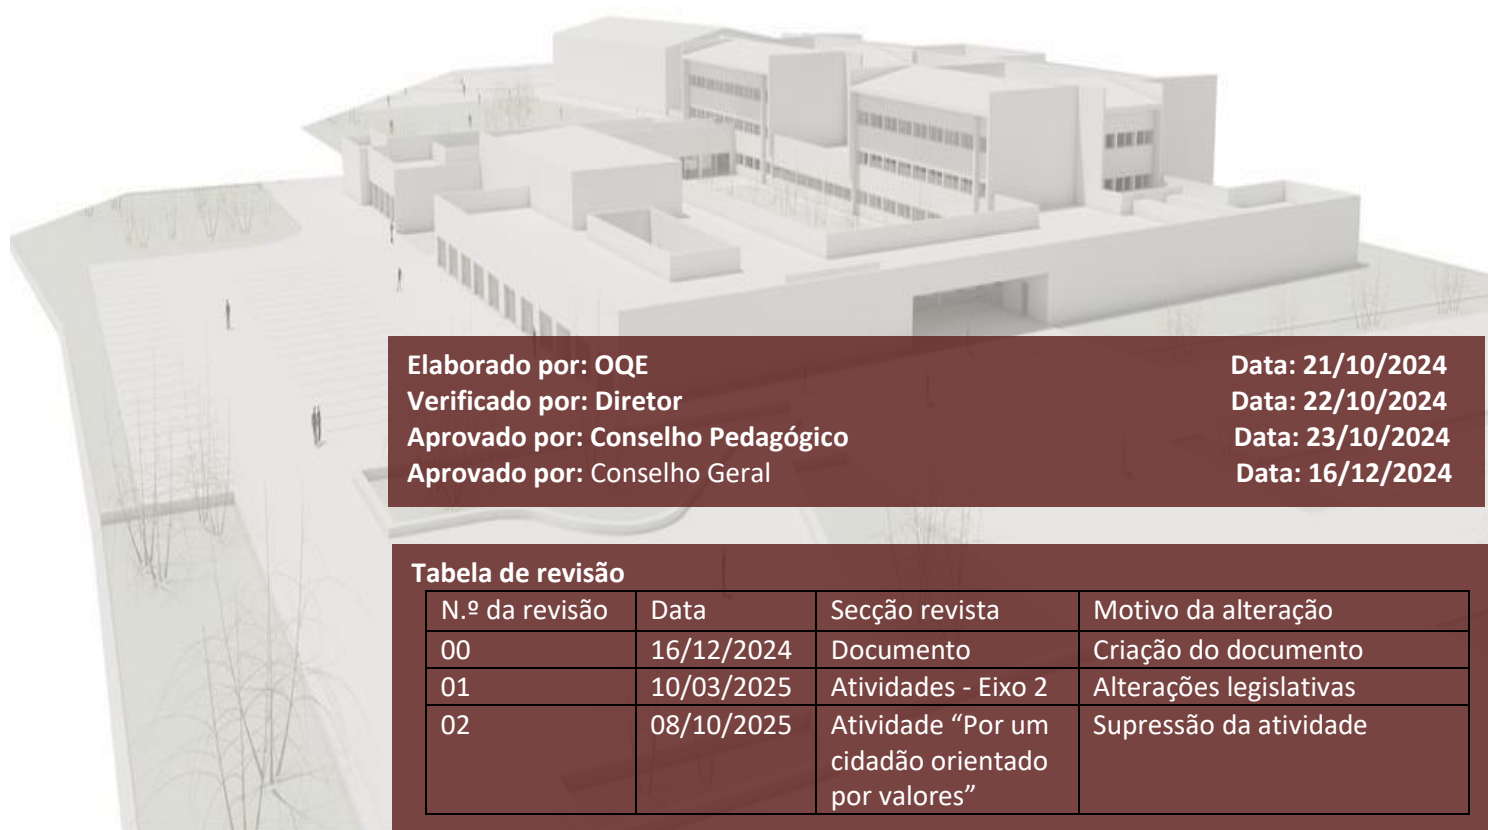 Elaborado por: OQE Data: 21/10/2024
Verificado por: Diretor Data: 22/10/2024
Aprovado por: Conselho Pedagógico Data: 23/10/2024
Aprovado por: Conselho Geral Data: 16/12/2024
Tabela de revisão
N.º da revisão Data Secção revista Motivo da alteração
00 16/12/2024 Documento Criação do documento
01 10/03/2025 Atividades - Eixo 2 Alterações legislativas
02 08/10/2025 Atividade “Por um Supressão da atividade
cidadão orientado
por valores”